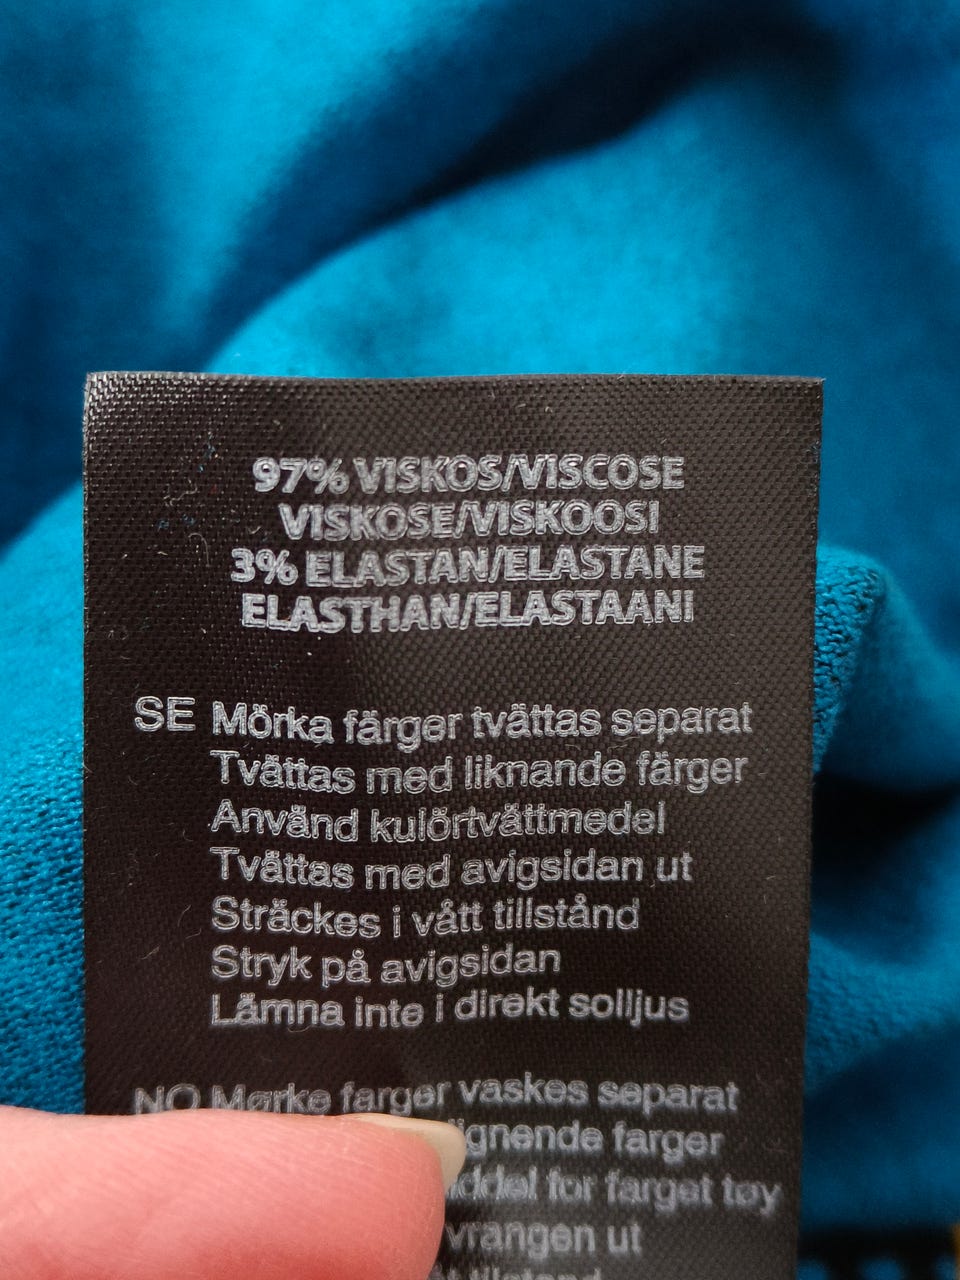 97% VISKOS/VISCOSE
VISKOSE/VISKOOSI
3% ELASTAN/ELASTANE
ELASTHAN/ELASTAANI
SE Mörka färger tvättas separat
Tvättas med liknande färger
Använd kulörtvättmedel
Tvättas med avigsidan ut
Sträckes i vått tillstånd
Stryk på avigsidan
Lämna inte i direkt solljus
NO Mørke farger vaskes separat
farger
for farget tøy
vrangen ut
tilstand